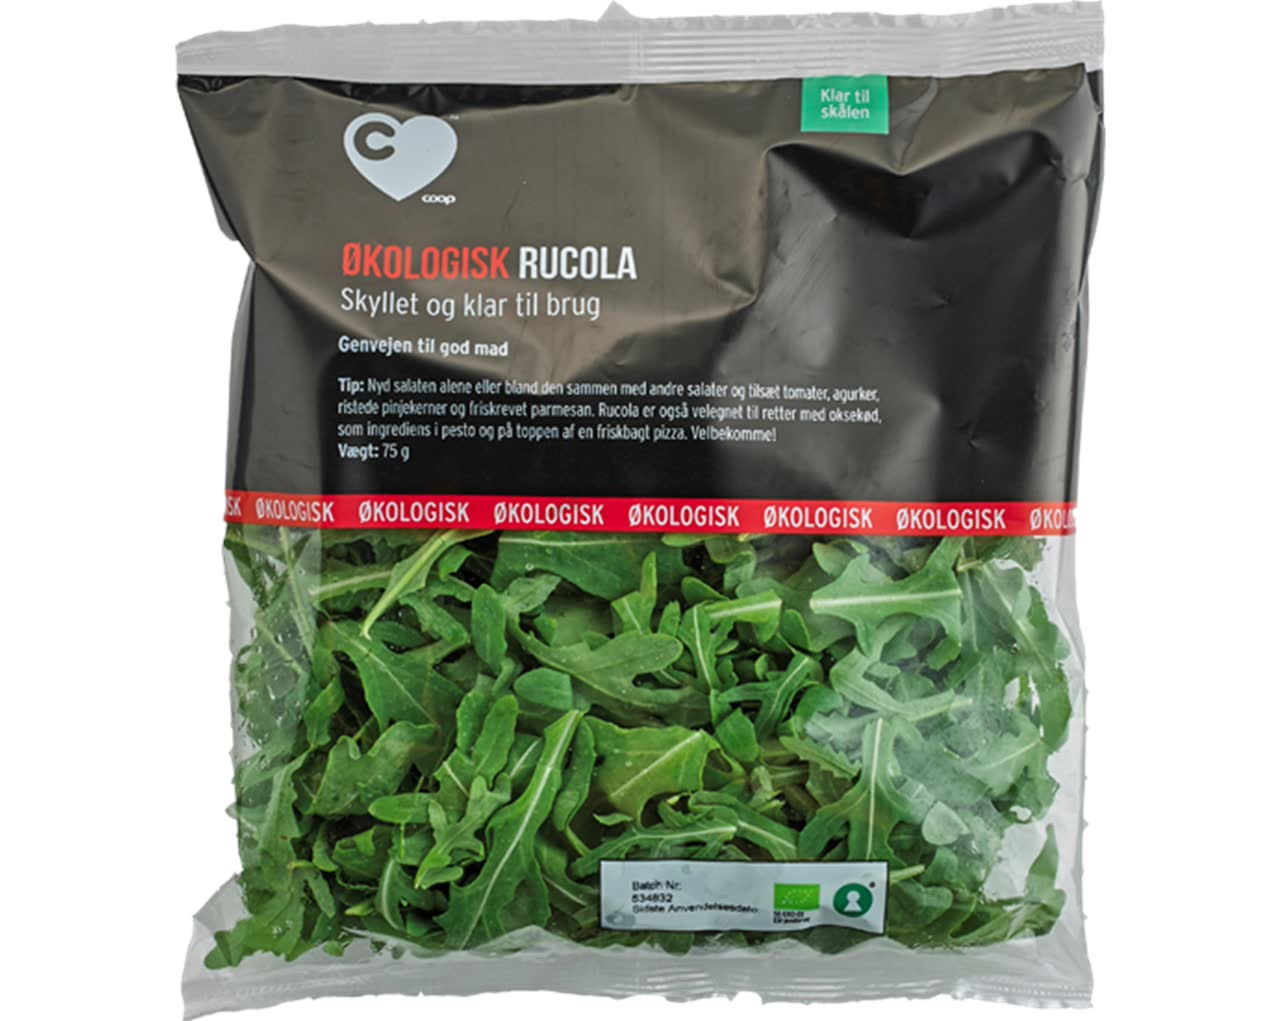 Klar til
skålen
C
coop
ØKOLOGISK RUCOLA
Skyllet og klar til brug
Genvejen til god mad
Tip: Nyd salaten alene eller bland den sammen med andre salater og tilsæt tomater, agurker,
ristede pinjekerner og friskrevet parmesan. Rucola er også velegnet til retter med oksekød,
som ingrediens i pesto og på toppen af en friskbagt pizza. Velbekomme!
Vægt: 75 g
SK ØKOLOGISK ØKOLOGISK ØKOLOGISK ØKOLOGISK ØKOLOGISK ØKOLOGISK ØKOL
Batch Nr:
534832
Sidste Anvendelsesdato: